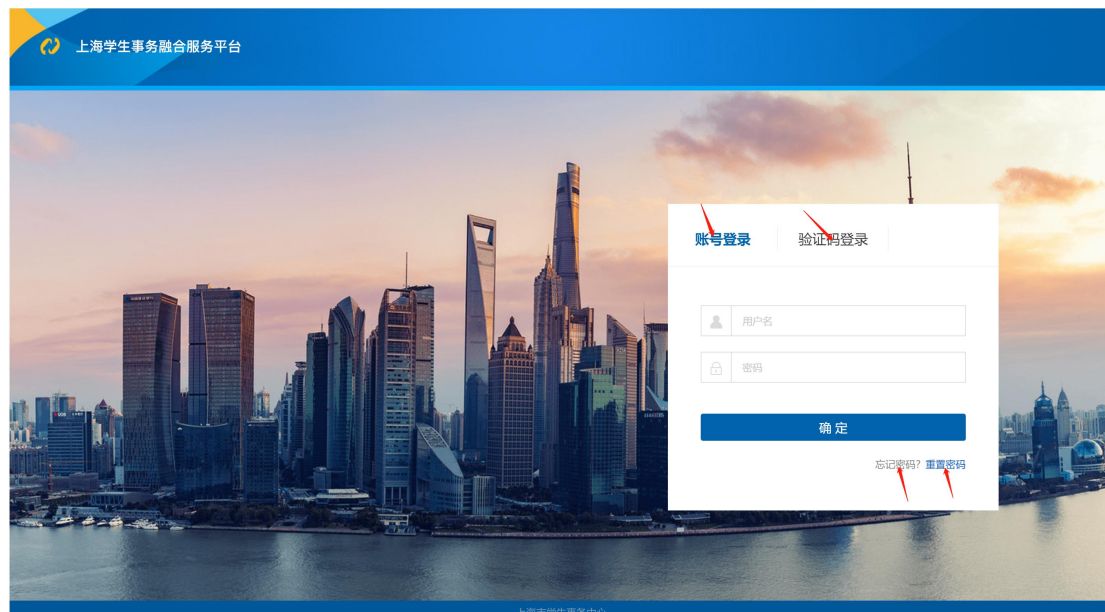 上海学生事务融合服务平台
账号登录 验证码登录
用户名
密码
确定
忘记密码? 重置密码